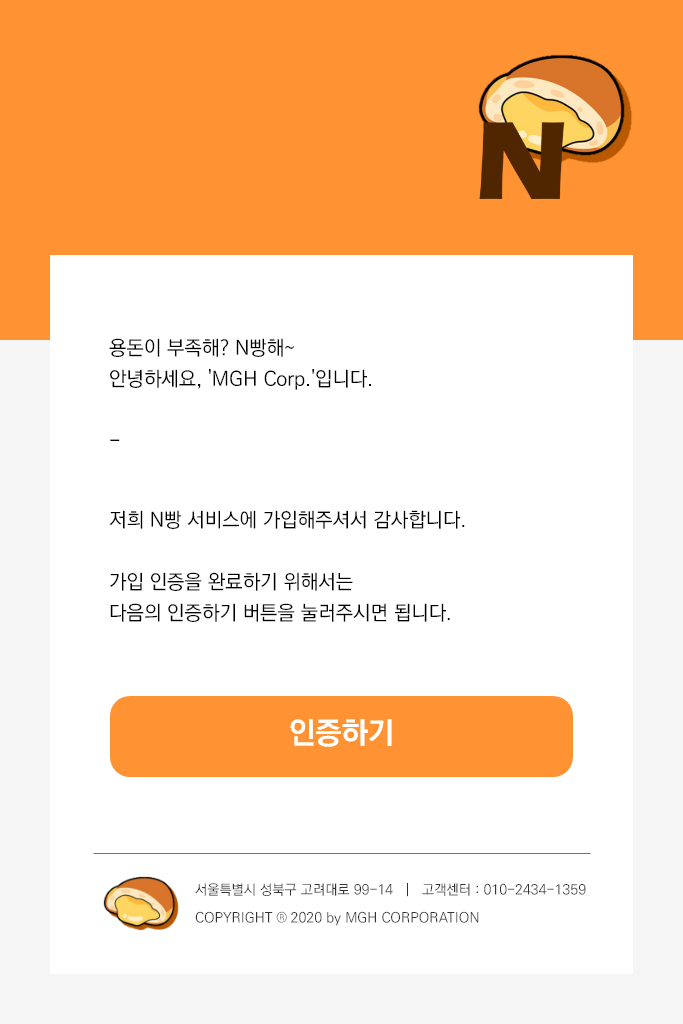 N
용돈이 부족해? N빵해~
안녕하세요, 'MGH Corp.'입니다.
-
저희 N빵 서비스에 가입해주셔서 감사합니다.
가입 인증을 완료하기 위해서는
다음의 인증하기 버튼을 눌러주시면 됩니다.
인증하기
서울특별시 성북구 고려대로 99-14 | 고객센터 : 010-2434-1359
COPYRIGHT ® 2020 by MGH CORPORATION